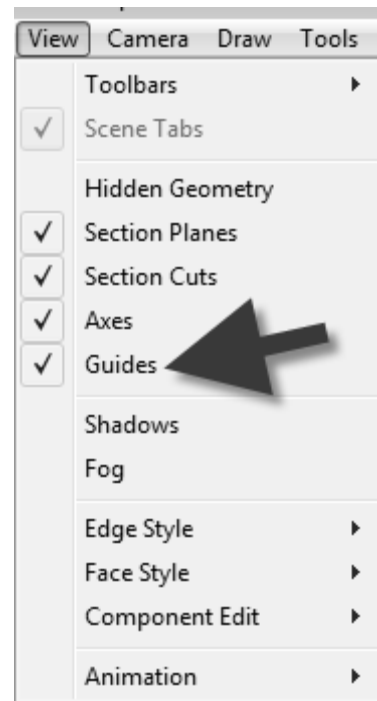 View Camera Draw Tools
Toolbars
Scene Tabs
Hidden Geometry
Section Planes
Section Cuts
Axes
Guides
Shadows
Fog
Edge Style
Face Style
Component Edit
Animation